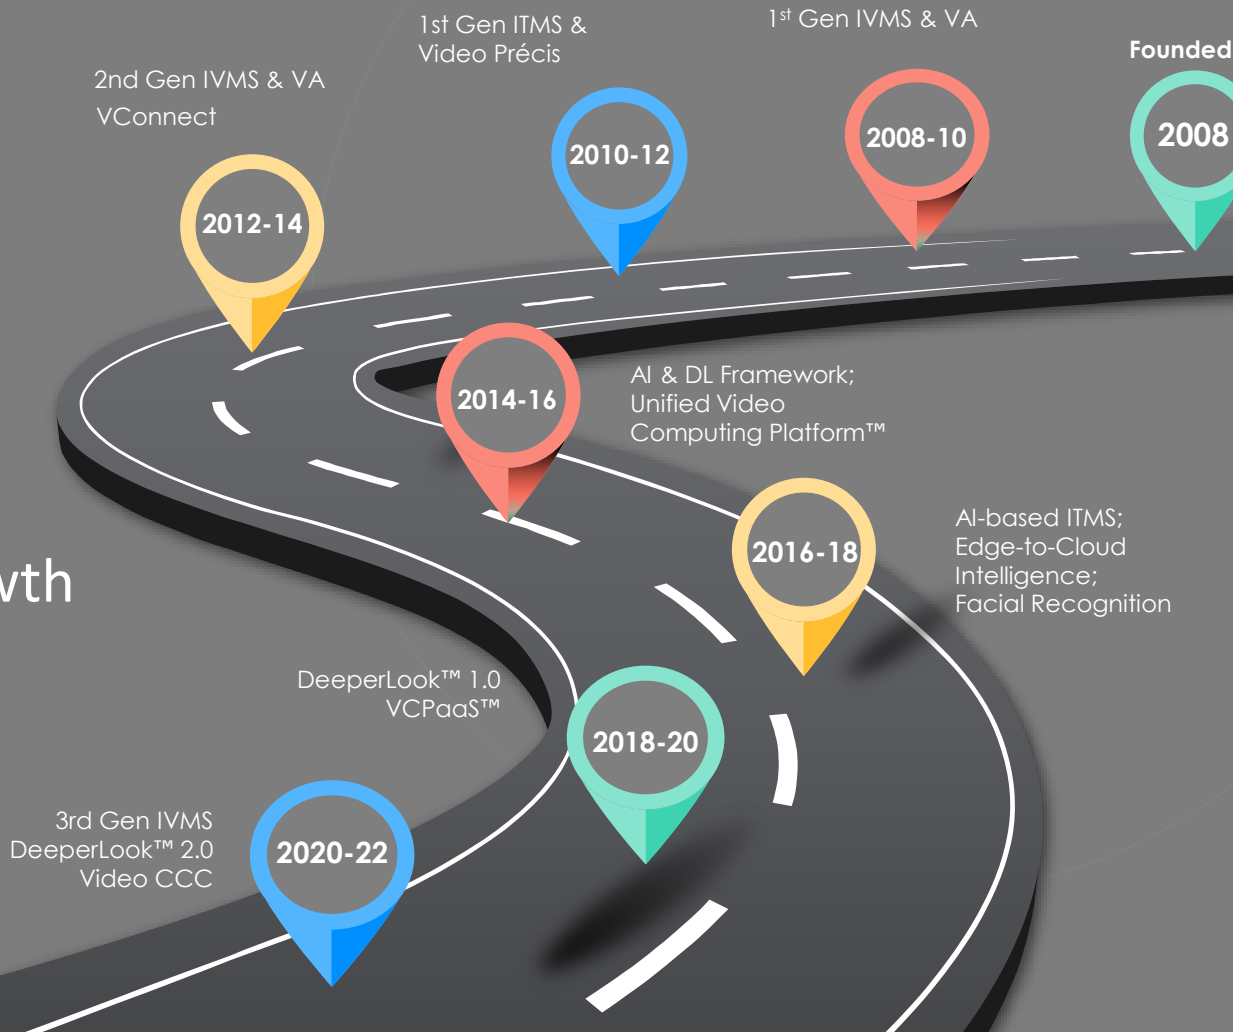 1st Gen ITMS &
Video Précis
1st Gen IVMS & VA
Founded
2nd Gen IVMS & VA
VConnect
2008
2008-10
2010-12
2012-14
2014-16
AI & DL Framework;
Unified Video
Computing Platform™
2016-18
AI-based ITMS;
Edge-to-Cloud
Intelligence;
Facial Recognition
wth
DeeperLook™ 1.0
VCPaaS™
2018-20
3rd Gen IVMS
DeeperLook™ 2.0
Video CCC
2020-22